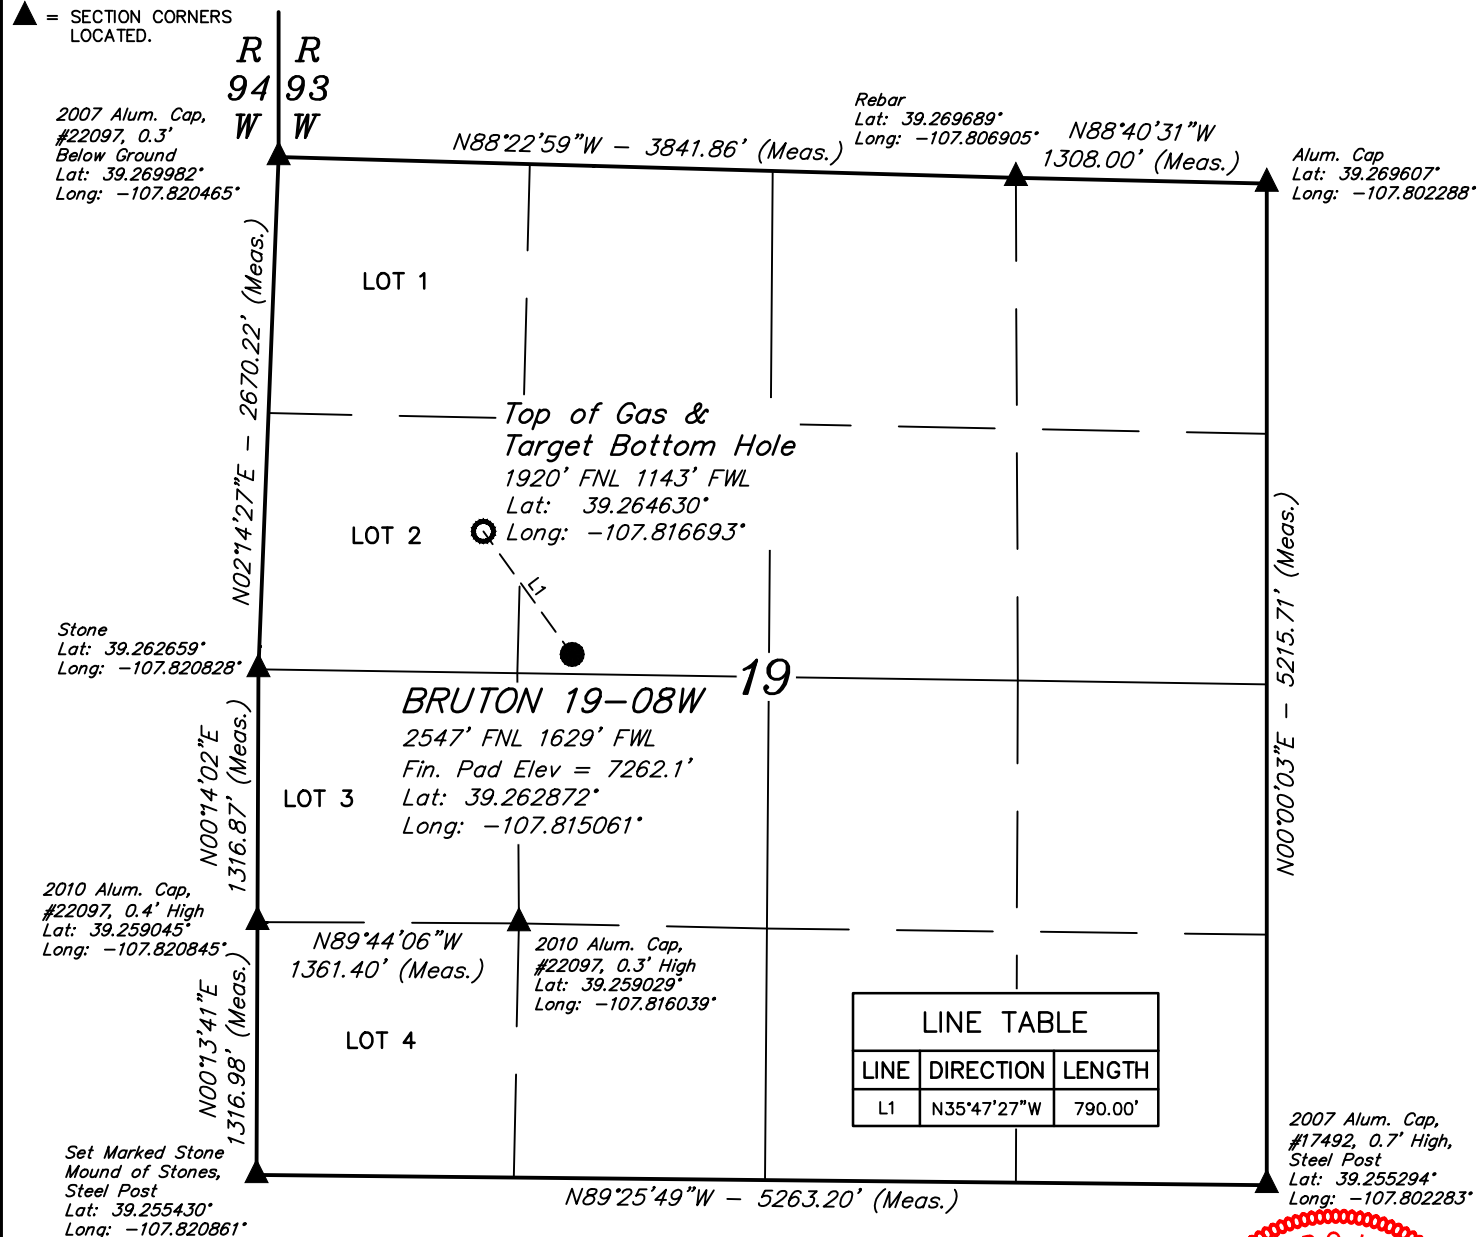 = SECTION CORNERS
LOCATED.
R R
94 93
W W
2007 Alum. Cap,
#22097, 0.3'
Below Ground
Lat: 39.269982°
Long: -107.820465°
N88°22'59"W - 3841.86' (Meas.)
Rebar
Lat: 39.269689°
Long: -107.806905°
N88°40'31"W
1308.00' (Meas.)
Alum. Cap
Lat: 39.269607°
Long: -107.802288°
N02°14'27"E - 2670.22' (Meas.)
LOT 1
Top of Gas &
Target Bottom Hole
1920' FNL 1143' FWL
Lat: 39.264630°
Long: -107.816693°
LOT 2
L1
N00°00'03"E - 5215.71' (Meas.)
Stone
Lat: 39.262659°
Long: -107.820828°
19
BRUTON 19-08W
2547' FNL 1629' FWL
Fin. Pad Elev = 7262.1'
Lat: 39.262872°
Long: -107.815061°
N00°14'02"E
1316.87' (Meas.)
LOT 3
2010 Alum. Cap,
#22097, 0.4' High
Lat: 39.259045°
Long: -107.820845°
N89°44'06"W
1361.40' (Meas.)
2010 Alum. Cap,
#22097, 0.3' High
Lat: 39.259029°
Long: -107.816039°
N00°13'41"E
1316.98' (Meas.)
LOT 4
LINE TABLE
LINE DIRECTION LENGTH
L1 N35°47'27"W 790.00'
Set Marked Stone
Mound of Stones,
Steel Post
Lat: 39.255430°
Long: -107.820861°
N89°25'49"W - 5263.20' (Meas.)
2007 Alum. Cap,
#17492, 0.7' High,
Steel Post
Lat: 39.255294°
Long: -107.802283°